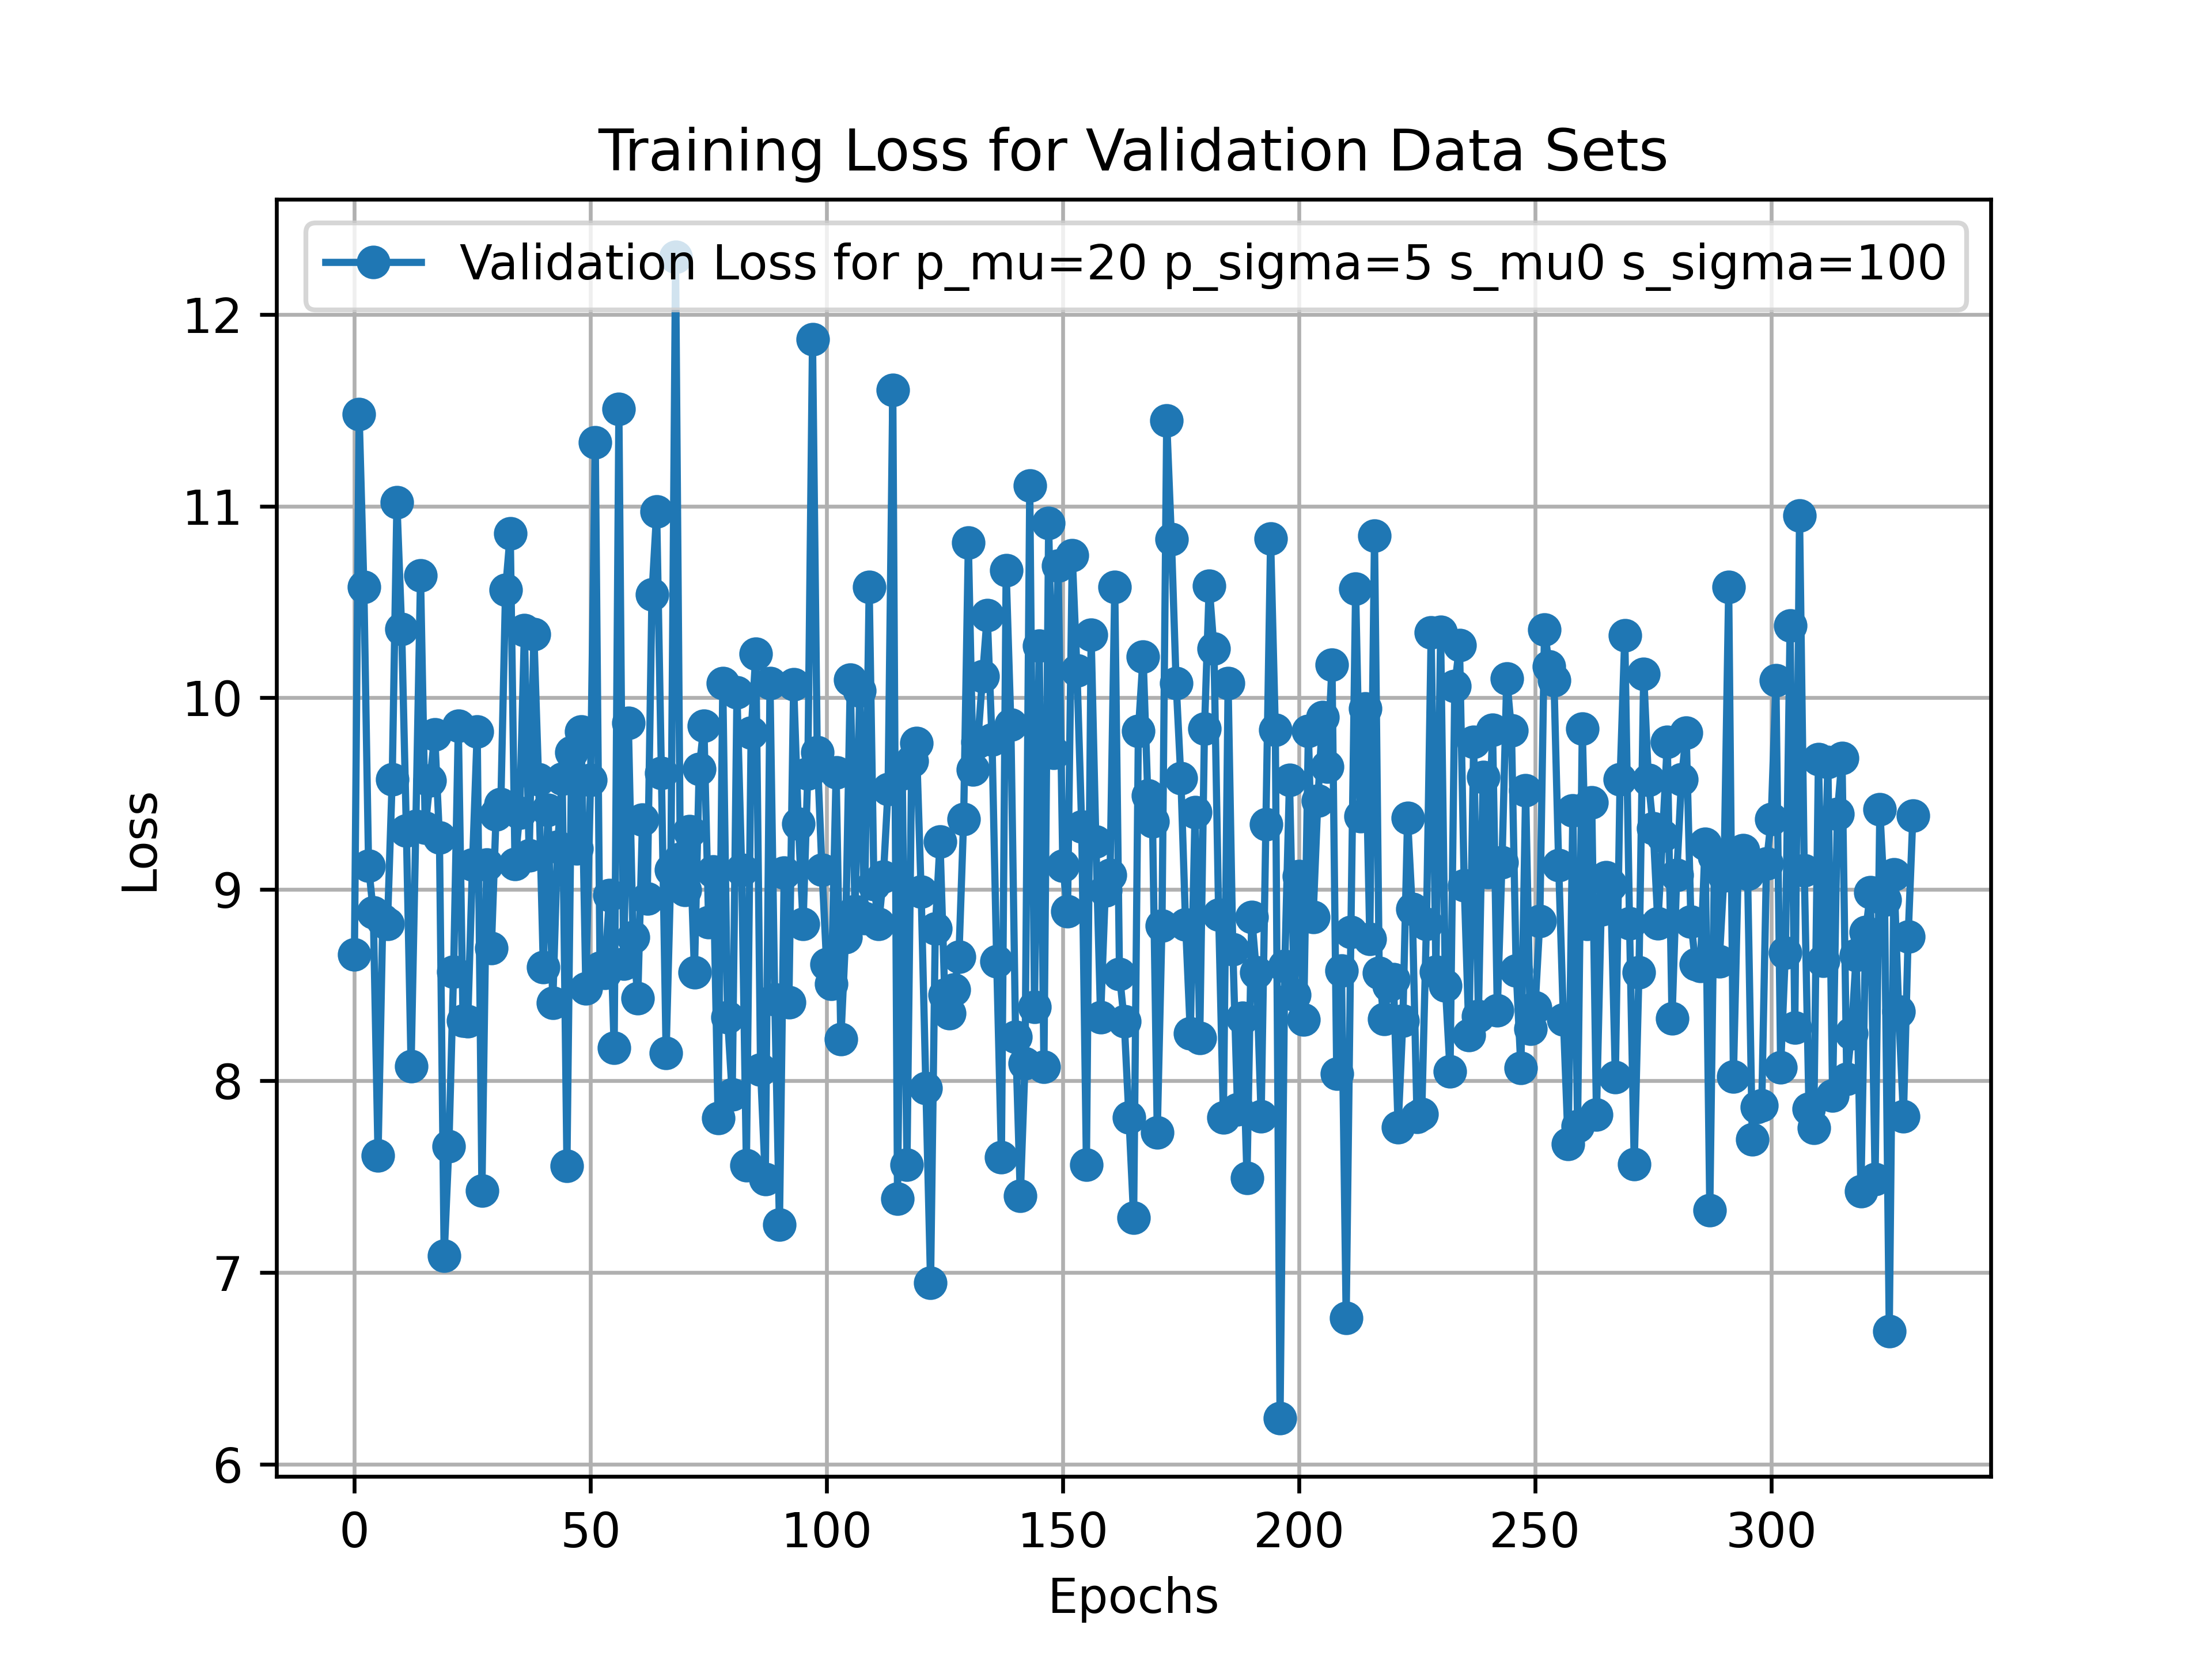 Training Loss for Validation Data Sets
Validation Loss for p_mu=20 p_sigma=5 s_mu0 s_sigma=100
12
11
10
9
8
7
6
Loss
0 50 100 150 200 250 300
Epochs